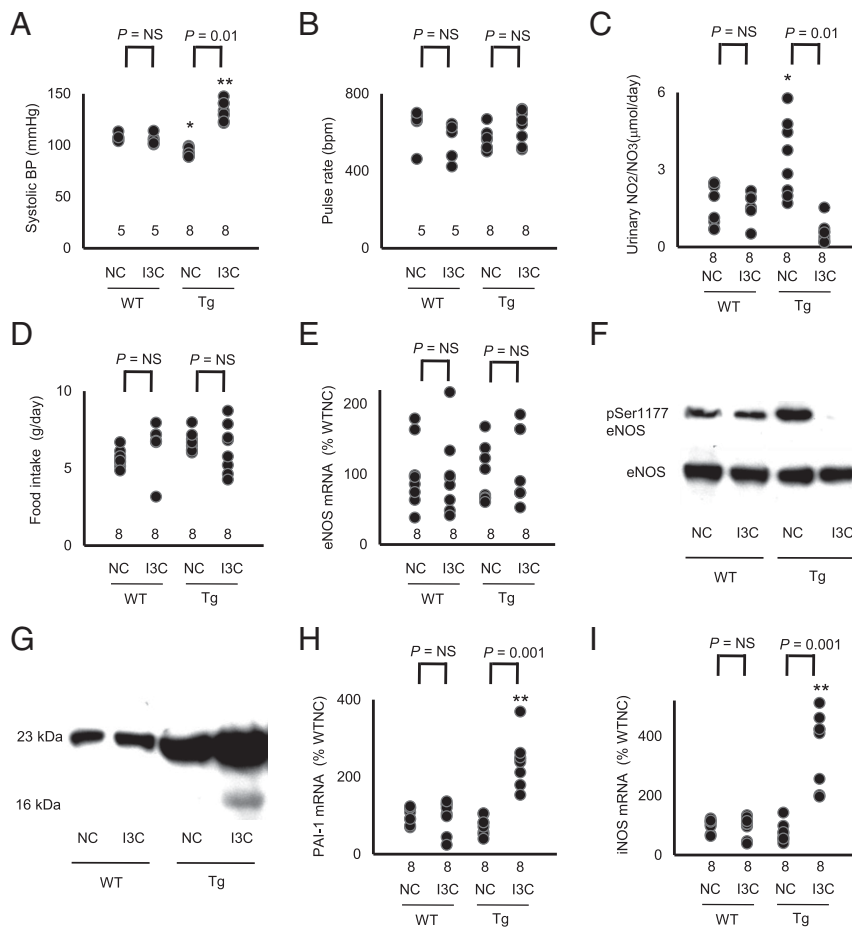 A
P = NS
P = 0.01
**
*
Systolic BP (mmHg)
150
100
50
0
5
5
8
8
NC
I3C
NC
I3C
WT
Tg
B
P = NS
P = NS
Pulse rate (bpm)
800
400
0
5
5
8
8
NC
I3C
NC
I3C
WT
Tg
C
P = NS
P = 0.01
*
Urinary NO2/NO3(μmol/day)
6
3
0
8
8
8
8
NC
I3C
NC
I3C
WT
Tg
D
P = NS
P = NS
Food intake (g/day)
10
5
0
8
8
8
8
NC
I3C
NC
I3C
WT
Tg
E
P = NS
P = NS
eNOS mRNA (% WTNC)
200
100
0
8
8
8
8
NC
I3C
NC
I3C
WT
Tg
F
pSer1177
eNOS
eNOS
NC
I3C
NC
I3C
WT
Tg
G
23 kDa
16 kDa
NC
I3C
NC
I3C
WT
Tg
H
P = NS
P = 0.001
**
PAI-1 mRNA (% WTNC)
400
200
0
8
8
8
8
NC
I3C
NC
I3C
WT
Tg
I
P = NS
P = 0.001
**
iNOS mRNA (% WTNC)
400
200
0
8
8
8
8
NC
I3C
NC
I3C
WT
Tg